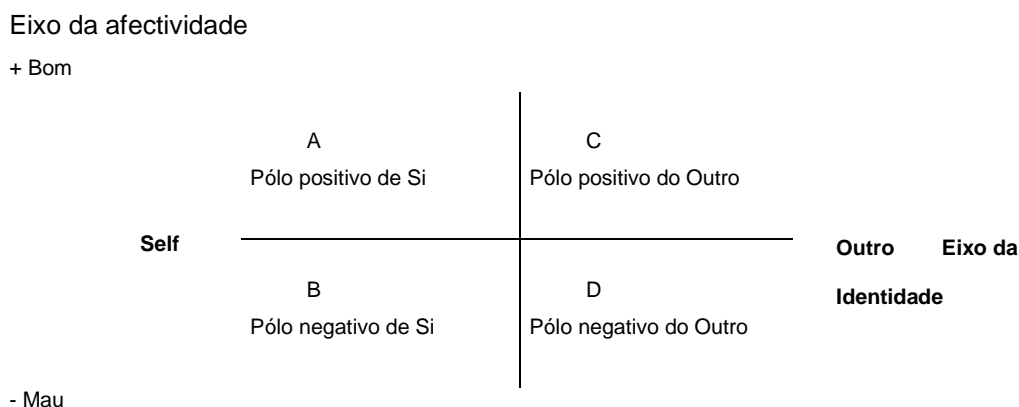 Eixo da afectividade
+ Bom
A
C
Pólo positivo de Si
Pólo positivo do Outro
Self
Outro Eixo da
Identidade
B
D
Pólo negativo de Si
Pólo negativo do Outro
- Mau